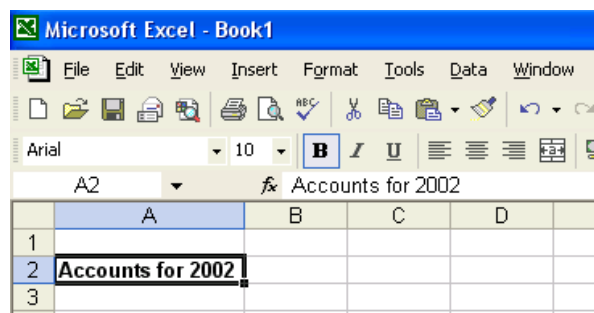 Microsoft Excel - Book1
File Edit View Insert Format Tools Data Window
ABC
Arial 10 B I U
A2 fx Accounts for 2002
A B C D
1
2 Accounts for 2002
3